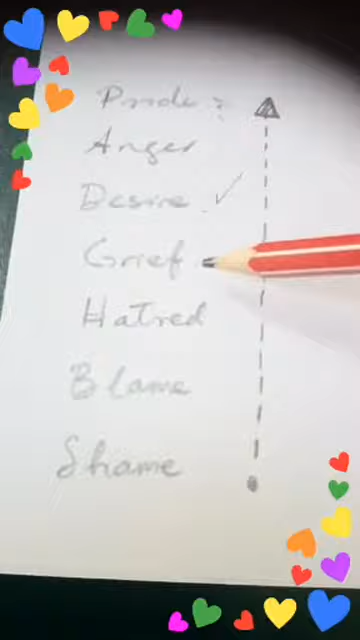 Pride :
Anger
Desire ✓
Grief
Hatred
Blame
Shame